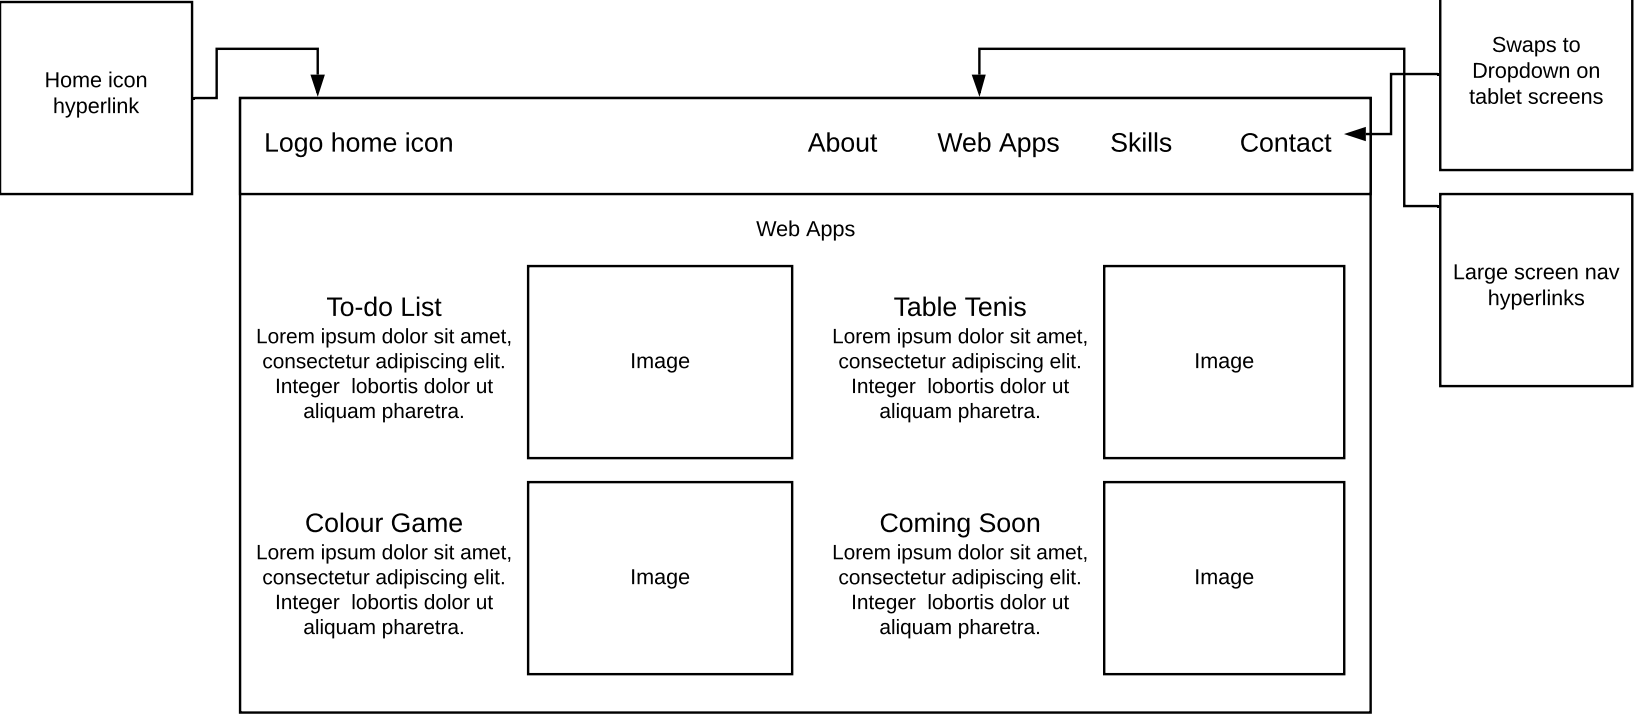 Home icon
hyperlink
Swaps to
Dropdown on
tablet screens
Logo home icon
About
Web Apps
Skills
Contact
Large screen nav
hyperlinks
Web Apps
To-do List
Lorem ipsum dolor sit amet,
consectetur adipiscing elit.
Integer  lobortis dolor ut
aliquam pharetra.
Image
Table Tenis
Lorem ipsum dolor sit amet,
consectetur adipiscing elit.
Integer  lobortis dolor ut
aliquam pharetra.
Image
Colour Game
Lorem ipsum dolor sit amet,
consectetur adipiscing elit.
Integer  lobortis dolor ut
aliquam pharetra.
Image
Coming Soon
Lorem ipsum dolor sit amet,
consectetur adipiscing elit.
Integer  lobortis dolor ut
aliquam pharetra.
Image